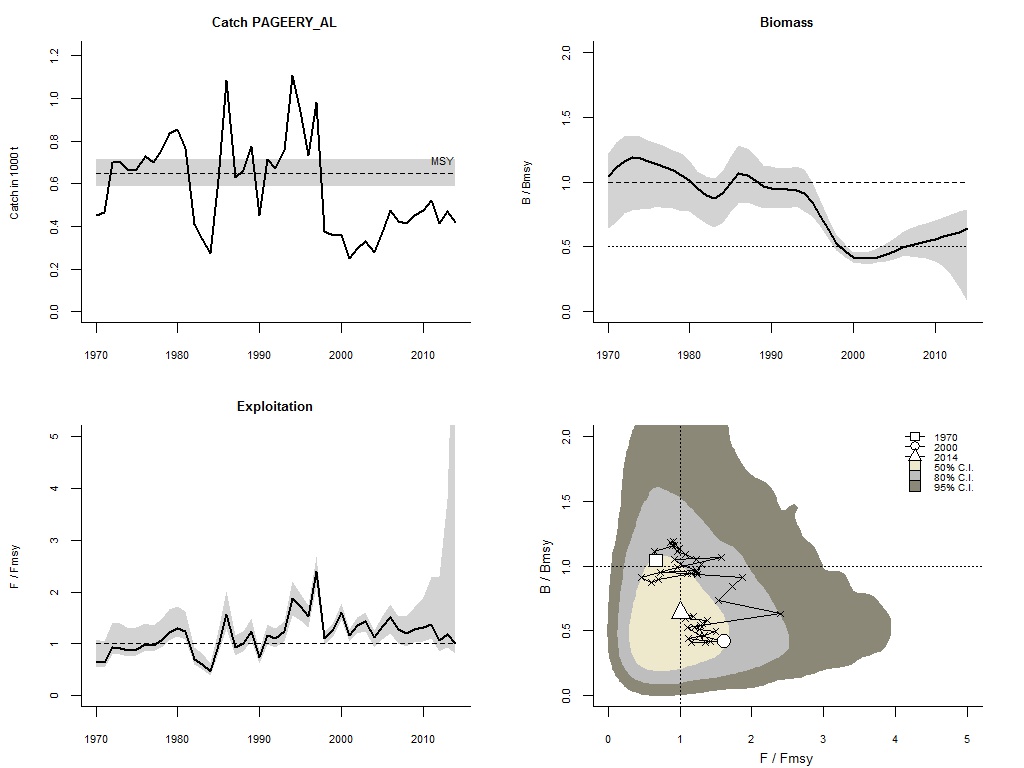 Catch PAGEERY_AL
Catch in 1000 t
0.0 0.2 0.4 0.6 0.8 1.0 1.2
MSY
1970 1980 1990 2000 2010
Biomass
B / Bmsy
0.0 0.5 1.0 1.5 2.0
1970 1980 1990 2000 2010
Exploitation
F / Fmsy
0 1 2 3 4 5
1970 1980 1990 2000 2010
B / Bmsy
0.0 0.5 1.0 1.5 2.0
1970
2000
2014
50% C.I.
80% C.I.
95% C.I.
0 1 2 3 4 5
F / Fmsy